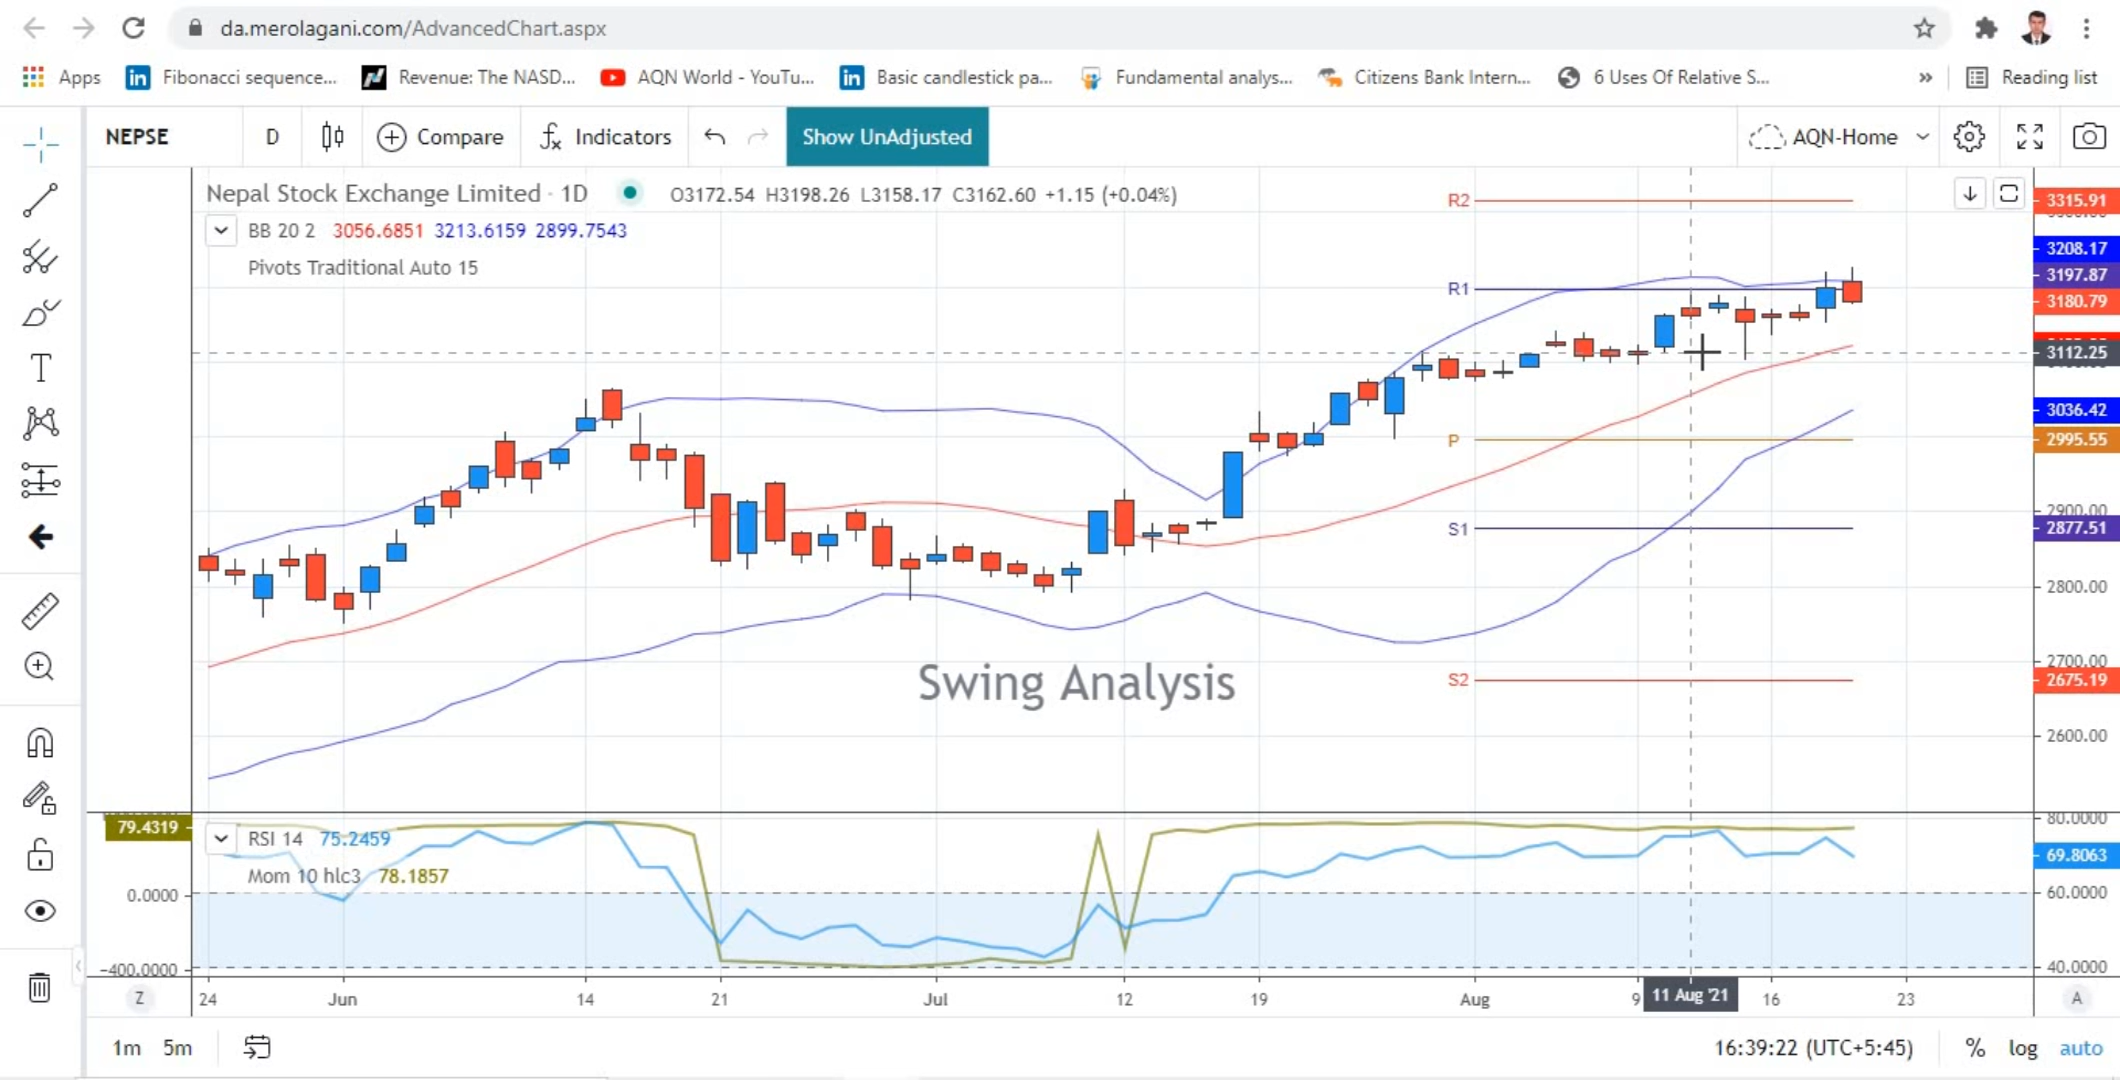 da.merolagani.com/AdvancedChart.aspx
Apps Fibonacci sequence... Revenue: The NASD... AQN World - YouTu... Basic candlestick pa... Fundamental analys... Citizens Bank Intern... 6 Uses Of Relative S... » Reading list
NEPSE D Compare Indicators Show UnAdjusted AQN-Home
Nepal Stock Exchange Limited · 1D O3172.54 H3198.26 L3158.17 C3162.60 +1.15 (+0.04%)
BB 20 2 3056.6851 3213.6159 2899.7543
Pivots Traditional Auto 15
R2
R1
P
S1
S2
3315.91
3208.17
3197.87
3180.79
3112.25
3036.42
2995.55
2900.00
2877.51
2800.00
2700.00
2675.19
2600.00
Swing Analysis
79.4319
RSI 14 75.2459
Mom 10 hlc3 78.1857
0.0000
-400.0000
80.0000
69.8063
60.0000
40.0000
Z 24 Jun 14 21 Jul 12 19 Aug 9 11 Aug '21 16 23 A
1m 5m 16:39:22 (UTC+5:45) % log auto